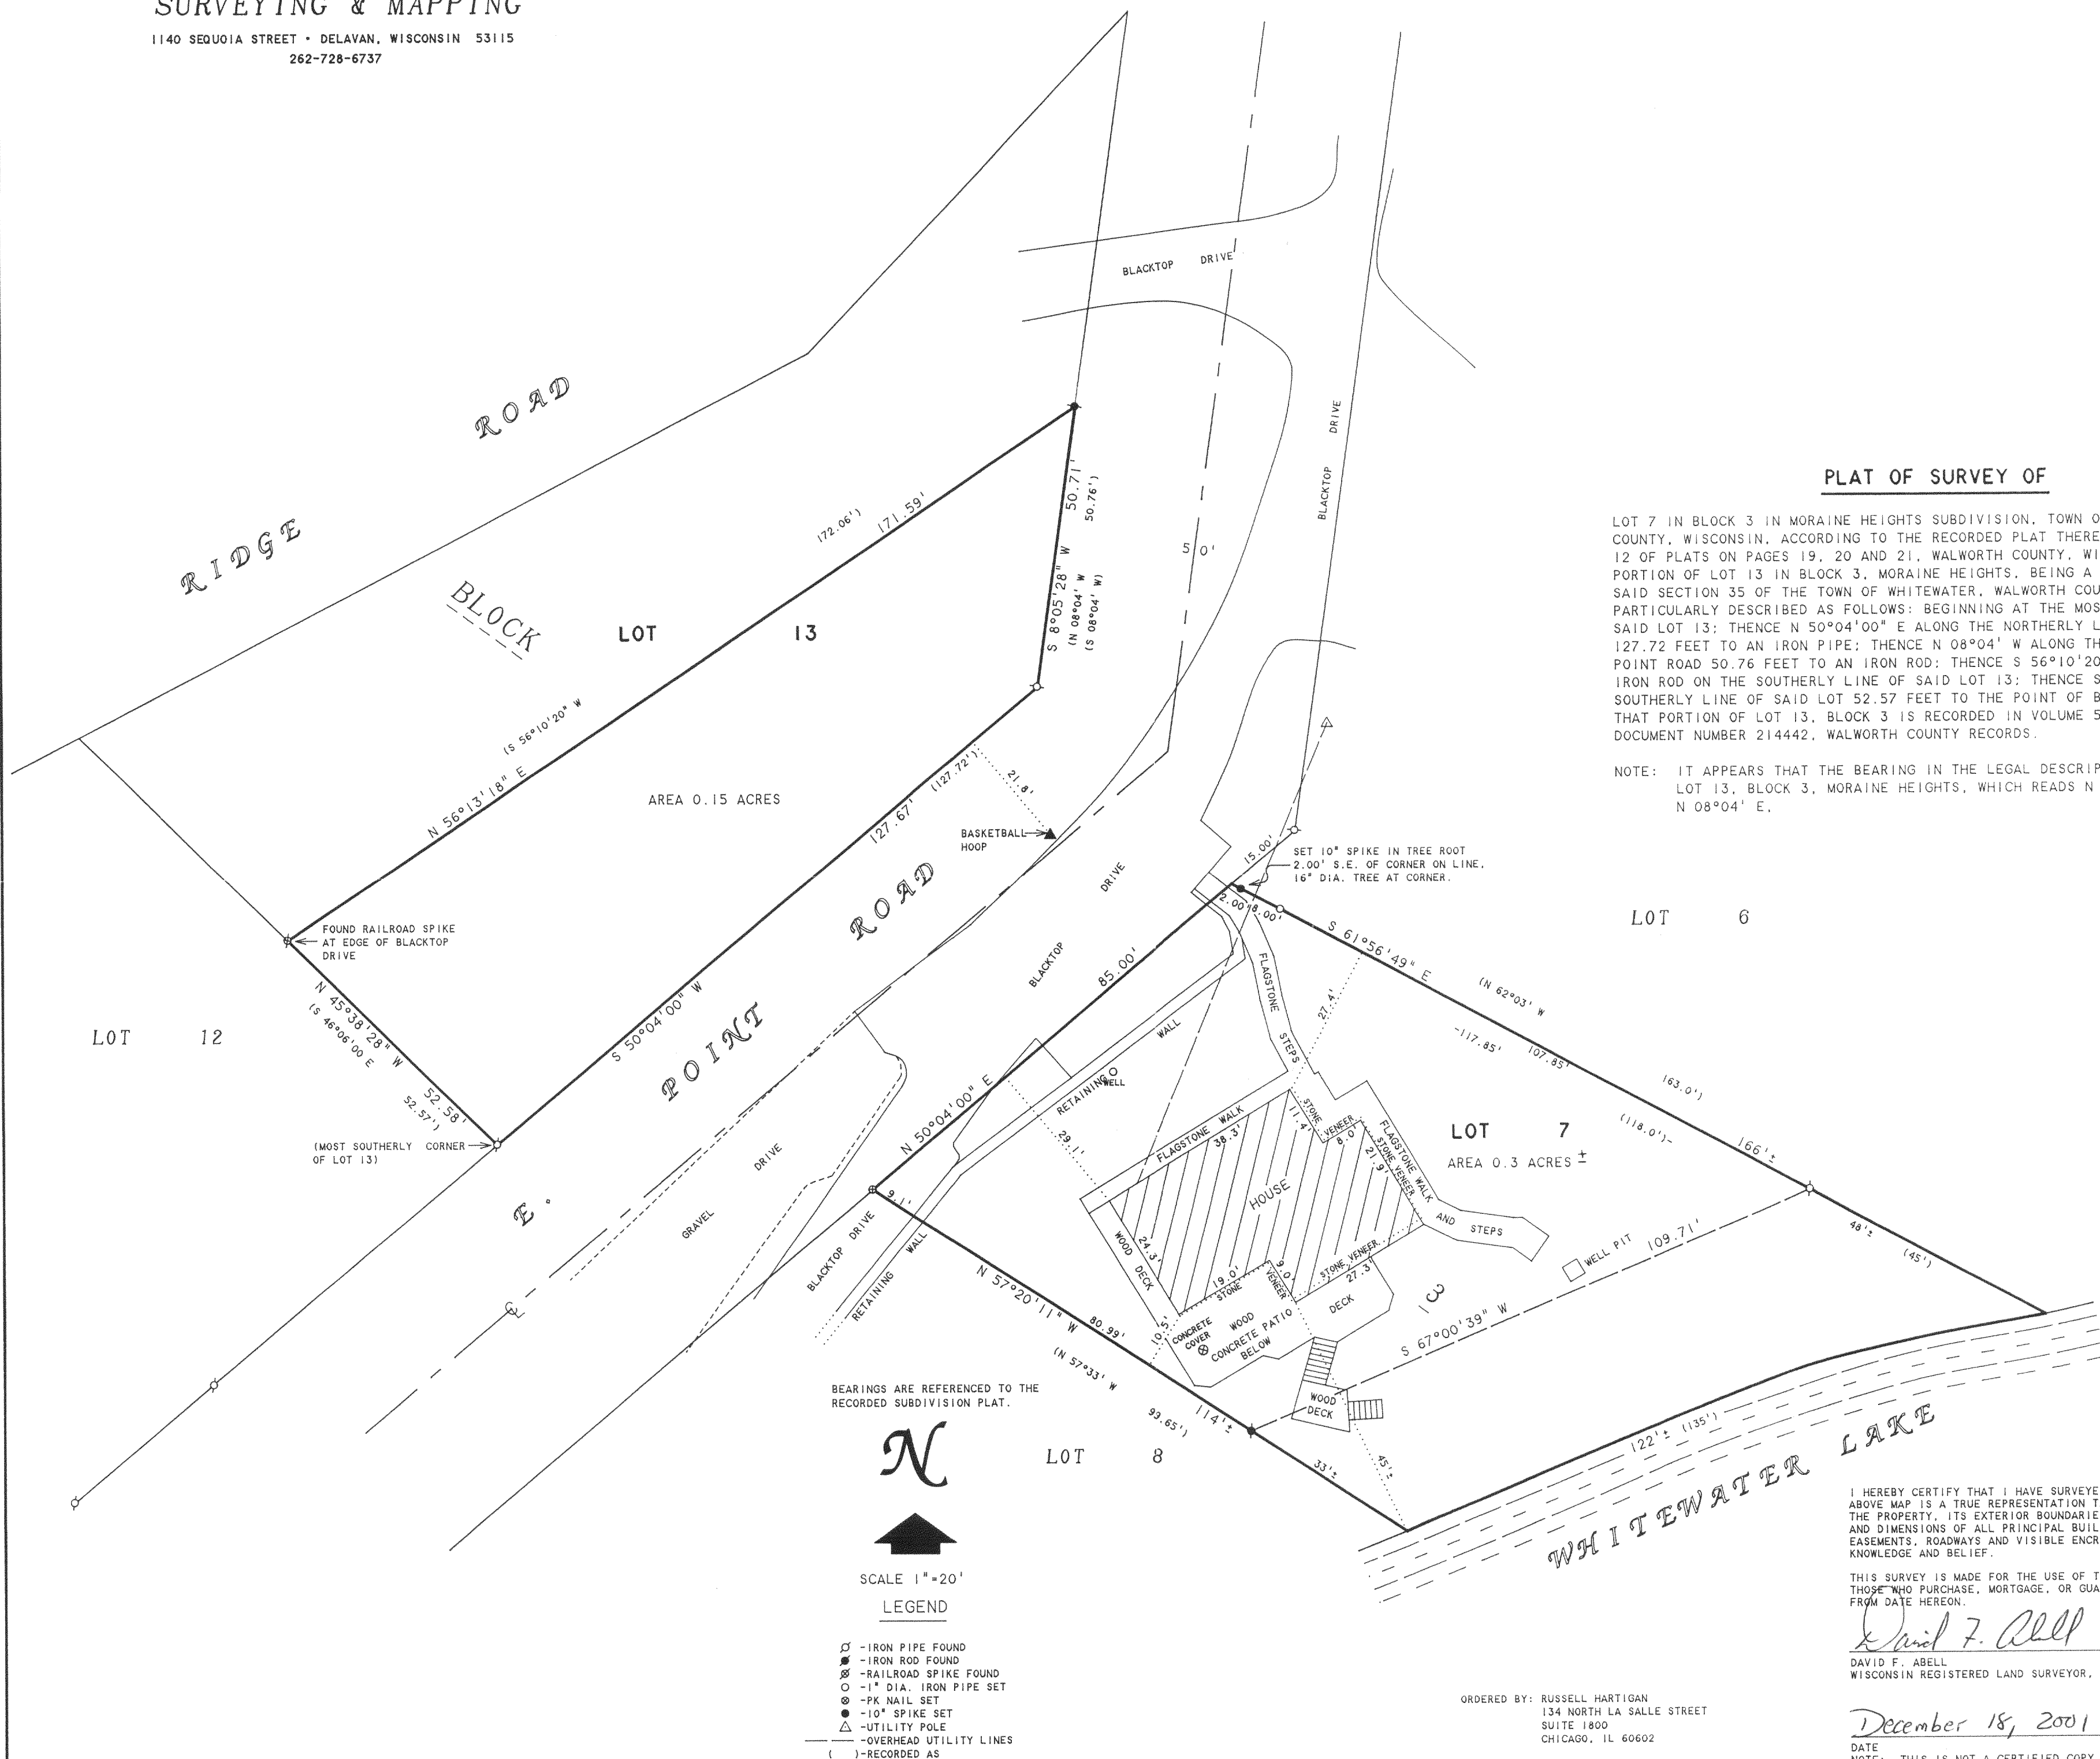 SURVEYING & MAPPING
1140 SEQUOIA STREET • DELAVAN, WISCONSIN 53115
262-728-6737
RIDGE ROAD
BLOCK
LOT 13
172.06')
171.59'
(S 56°10'20" W
N 56°13'18" E
AREA 0.15 ACRES
50.71'
50.76')
S 8°05'28" W
(N 08°04' W
(S 08°04' W)
50'
BLACKTOP DRIVE
BLACKTOP DRIVE
127.67'
(127.72')
21.8'
BASKETBALL
HOOP
S 50°04'00" W
FOUND RAILROAD SPIKE
AT EDGE OF BLACKTOP
DRIVE
N 45°38'28" W
(S 46°06'00 E
52.58'
52.57')
(MOST SOUTHERLY CORNER
OF LOT 13)
LOT 12
E. POINT ROAD
GRAVEL DRIVE
BLACKTOP DRIVE
BLACKTOP DRIVE
RETAINING WALL
RETAINING WALL
WELL
15.00'
SET 10" SPIKE IN TREE ROOT
2.00' S.E. OF CORNER ON LINE.
16" DIA. TREE AT CORNER.
2.00'
8.00'
85.00'
N 50°04'00" E
29.1'
9.1'
FLAGSTONE STEPS
27.4'
S 61°56'49" E
(N 62°03' W
-117.85'
107.85'
163.0')
(118.0')-
166'±
48'±
(45')
LOT 6
LOT 7
AREA 0.3 ACRES ±
FLAGSTONE WALK
38.3'
11.4'
STONE VENEER
8.0'
21.9'
STONE VENEER
FLAGSTONE WALK
AND STEPS
HOUSE
WOOD DECK
24.3'
19.0'
STONE VENEER
9.0'
STONE VENEER
27.3'
DECK
WOOD
CONCRETE PATIO
BELOW
CONCRETE
COVER
10.5'
3
WELL PIT
109.71'
S 67°00'39" W
WOOD
DECK
N 57°20'11" W
80.99'
(N 57°33' W
99.65')
114'±
33'±
45'±
LOT 8
122'± (135')
WHITEWATER LAKE
BEARINGS ARE REFERENCED TO THE
RECORDED SUBDIVISION PLAT.
N
SCALE 1"=20'
LEGEND
-IRON PIPE FOUND
-IRON ROD FOUND
-RAILROAD SPIKE FOUND
-1" DIA. IRON PIPE SET
-PK NAIL SET
-10" SPIKE SET
-UTILITY POLE
-OVERHEAD UTILITY LINES
( )-RECORDED AS
PLAT OF SURVEY OF
LOT 7 IN BLOCK 3 IN MORAINE HEIGHTS SUBDIVISION, TOWN O
COUNTY, WISCONSIN, ACCORDING TO THE RECORDED PLAT THERE
12 OF PLATS ON PAGES 19, 20 AND 21, WALWORTH COUNTY, WI
PORTION OF LOT 13 IN BLOCK 3, MORAINE HEIGHTS, BEING A
SAID SECTION 35 OF THE TOWN OF WHITEWATER, WALWORTH COU
PARTICULARLY DESCRIBED AS FOLLOWS: BEGINNING AT THE MOS
SAID LOT 13; THENCE N 50°04'00" E ALONG THE NORTHERLY L
127.72 FEET TO AN IRON PIPE; THENCE N 08°04' W ALONG TH
POINT ROAD 50.76 FEET TO AN IRON ROD; THENCE S 56°10'20
IRON ROD ON THE SOUTHERLY LINE OF SAID LOT 13; THENCE S
SOUTHERLY LINE OF SAID LOT 52.57 FEET TO THE POINT OF B
THAT PORTION OF LOT 13, BLOCK 3 IS RECORDED IN VOLUME 5
DOCUMENT NUMBER 214442, WALWORTH COUNTY RECORDS.
NOTE: IT APPEARS THAT THE BEARING IN THE LEGAL DESCRIP
LOT 13, BLOCK 3, MORAINE HEIGHTS, WHICH READS N
N 08°04' E,
ORDERED BY: RUSSELL HARTIGAN
134 NORTH LA SALLE STREET
SUITE 1800
CHICAGO, IL 60602
I HEREBY CERTIFY THAT I HAVE SURVEYE
ABOVE MAP IS A TRUE REPRESENTATION T
THE PROPERTY, ITS EXTERIOR BOUNDARIE
AND DIMENSIONS OF ALL PRINCIPAL BUIL
EASEMENTS, ROADWAYS AND VISIBLE ENCR
KNOWLEDGE AND BELIEF.
THIS SURVEY IS MADE FOR THE USE OF T
THOSE WHO PURCHASE, MORTGAGE, OR GUA
FROM DATE HEREON.
David F. Abell
DAVID F. ABELL
WISCONSIN REGISTERED LAND SURVEYOR,
December 18, 2001
DATE
NOTE: THIS IS NOT A CERTIFIED COPY